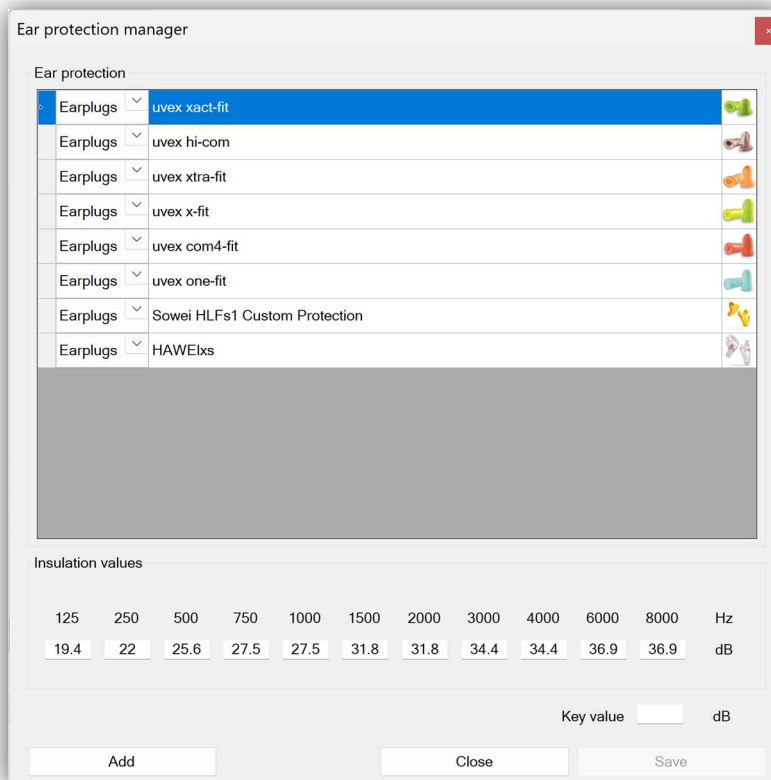 Ear protection manager
Ear protection
Earplugs uvex xact-fit
Earplugs uvex hi-com
Earplugs uvex xtra-fit
Earplugs uvex x-fit
Earplugs uvex com4-fit
Earplugs uvex one-fit
Earplugs Sowei HLFs1 Custom Protection
Earplugs HAWEIxs
Insulation values
125 250 500 750 1000 1500 2000 3000 4000 6000 8000 Hz
19.4 22 25.6 27.5 27.5 31.8 31.8 34.4 34.4 36.9 36.9 dB
Key value dB
Add Close Save